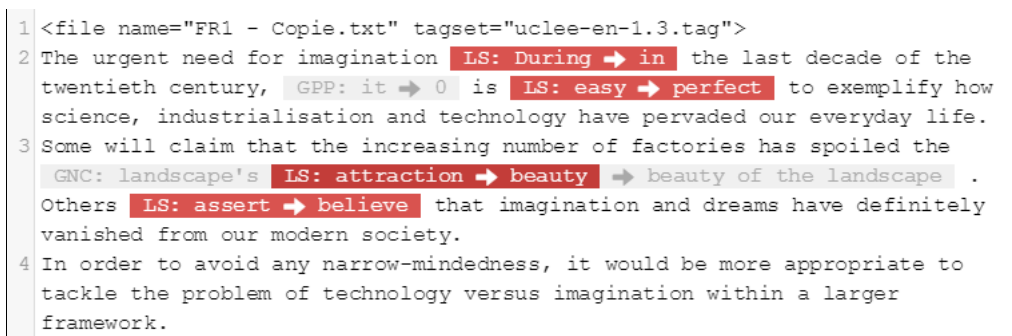 1 <file name="FR1 - Copie.txt" tagset="uclee-en-1.3.tag">
2 The urgent need for imagination LS: During → in the last decade of the
twentieth century, GPP: it → 0 is LS: easy → perfect to exemplify how
science, industrialisation and technology have pervaded our everyday life.
3 Some will claim that the increasing number of factories has spoiled the
GNC: landscape's LS: attraction → beauty → beauty of the landscape .
Others LS: assert → believe that imagination and dreams have definitely
vanished from our modern society.
4 In order to avoid any narrow-mindedness, it would be more appropriate to
tackle the problem of technology versus imagination within a larger
framework.